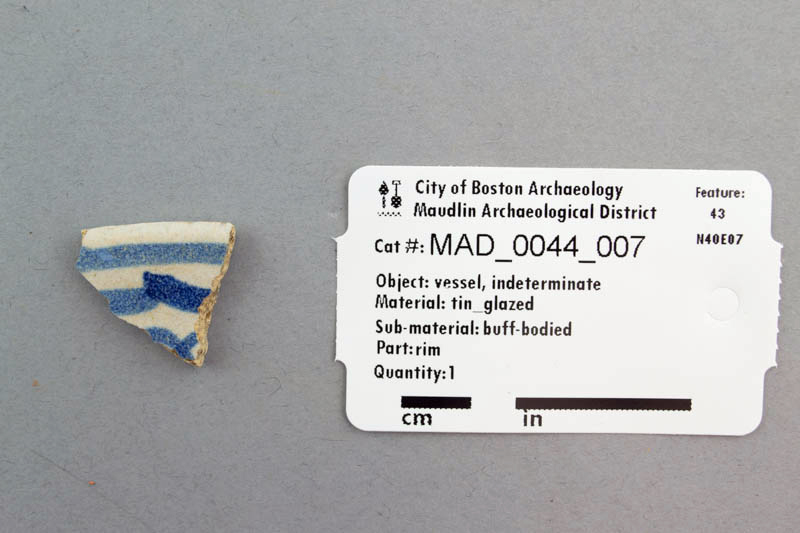 City of Boston Archaeology
Maudlin Archaeological District
Feature:
43
N40E07
Cat #: MAD_0044_007
Object: vessel, indeterminate
Material: tin_glazed
Sub-material: buff-bodied
Part: rim
Quantity: 1
cm
in